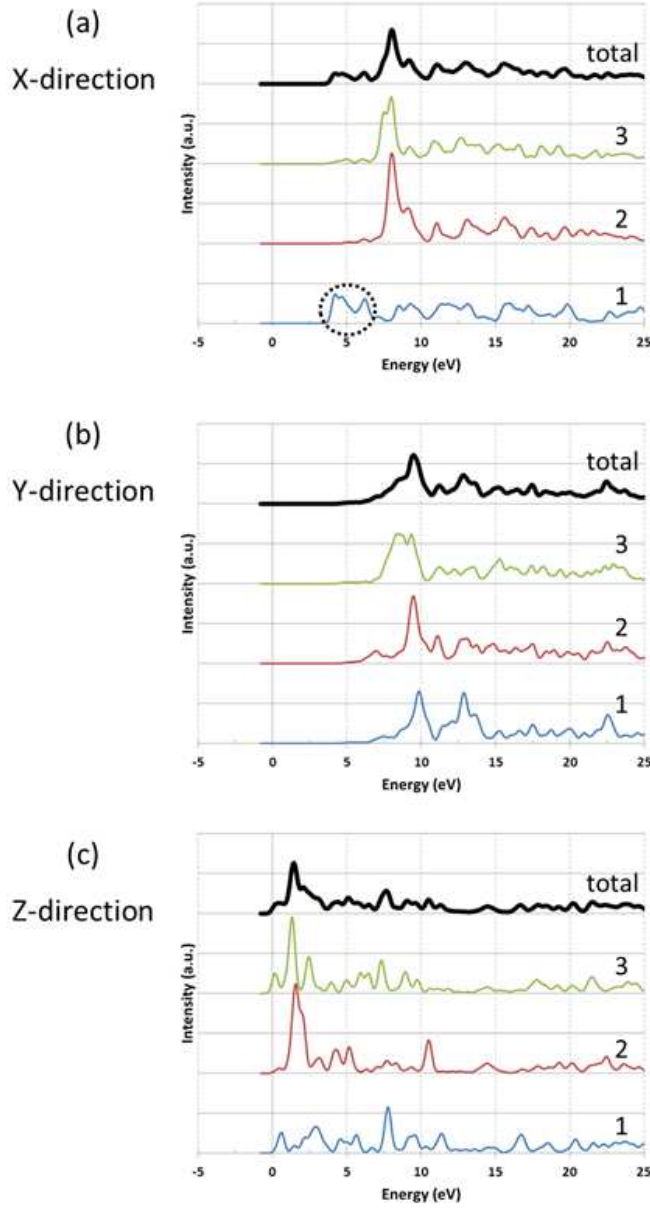 (a)
X-direction
total
3
2
1
Intensity (a.u.)
-5 0 5 10 15 20 25
Energy (eV)
(b)
Y-direction
total
3
2
1
Intensity (a.u.)
-5 0 5 10 15 20 25
Energy (eV)
(c)
Z-direction
total
3
2
1
Intensity (a.u.)
-5 0 5 10 15 20 25
Energy (eV)